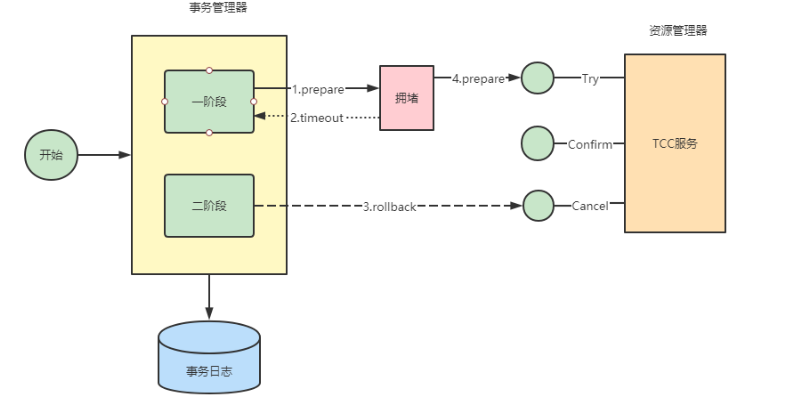 事务管理器
资源管理器
一阶段
1.prepare
2.timeout
拥堵
4.prepare
Try
开始
Confirm
TCC服务
二阶段
3.rollback
Cancel
事务日志